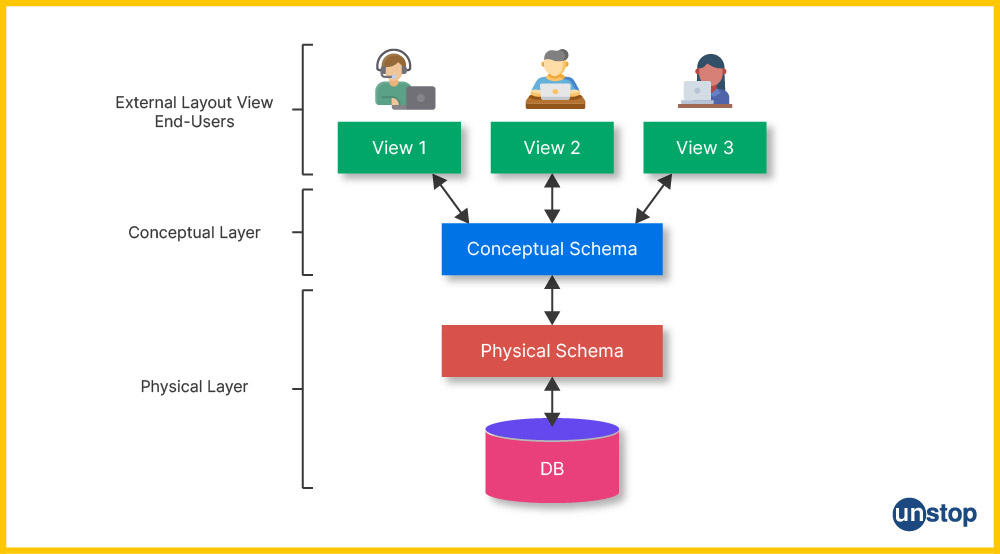 External Layout View
End-Users
View 1
View 2
View 3
Conceptual Layer
Conceptual Schema
Physical Schema
Physical Layer
DB
unstop